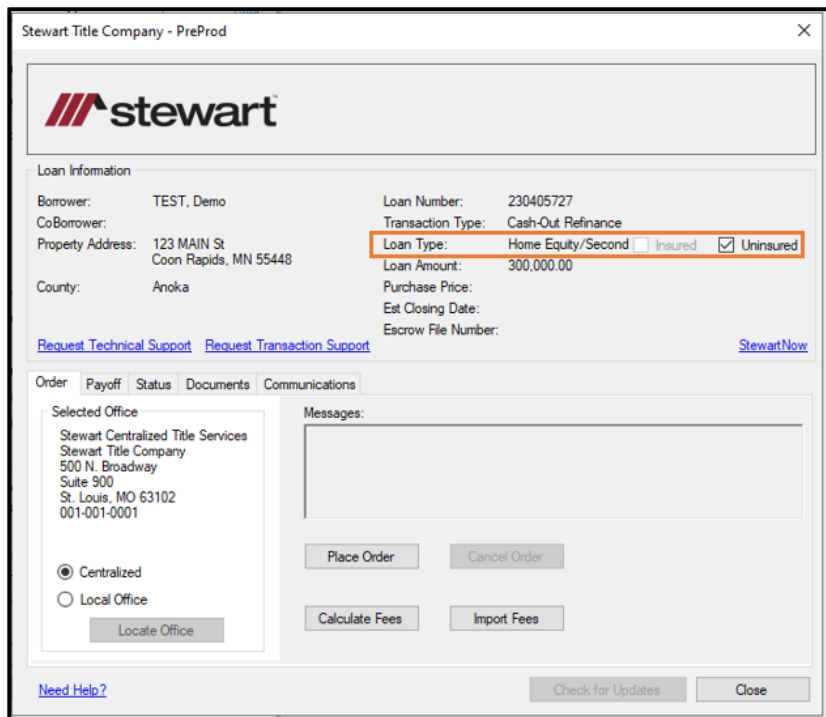 Stewart Title Company - PreProd
stewart
Loan Information
Borrower: TEST, Demo
CoBorrower:
Property Address: 123 MAIN St
Coon Rapids, MN 55448
County: Anoka
Loan Number: 230405727
Transaction Type: Cash-Out Refinance
Loan Type: Home Equity/Second Insured Uninsured
Loan Amount: 300,000.00
Purchase Price:
Est Closing Date:
Escrow File Number:
Request Technical Support Request Transaction Support StewartNow
Order Payoff Status Documents Communications
Selected Office
Stewart Centralized Title Services
Stewart Title Company
500 N. Broadway
Suite 900
St. Louis, MO 63102
001-001-0001
Centralized
Local Office
Locate Office
Messages:
Place Order Cancel Order
Calculate Fees Import Fees
Need Help? Check for Updates Close